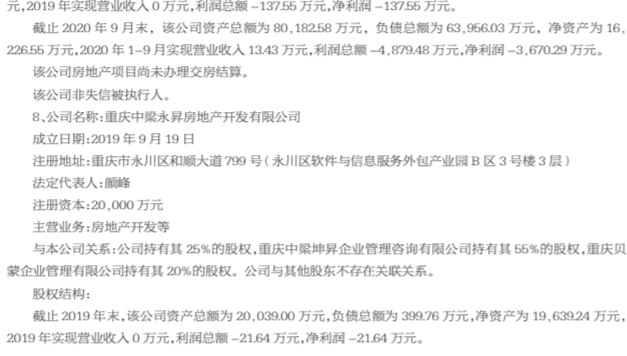 元,2019 年实现营业收入 0 万元,利润总额 -137.55 万元,净利润 -137.55 万元。
截止 2020 年 9 月末, 该公司资产总额为 80,182.58 万元, 负债总额为 63,956.03 万元, 净资产为 16,
226.55 万元,2020 年 1-9 月实现营业收入 13.43 万元,利润总额 -4,879.48 万元,净利润 -3,670.29 万元。
该公司房地产项目尚未办理交房结算。
该公司非失信被执行人。
8、公司名称:重庆中梁永昇房地产开发有限公司
成立日期:2019 年 9 月 19 日
注册地址:重庆市永川区和顺大道 799 号(永川区软件与信息服务外包产业园 B 区 3 号楼 3 层)
法定代表人:颜峰
注册资本:20,000 万元
主营业务:房地产开发等
与本公司关系:公司持有其 25%的股权,重庆中梁坤昇企业管理咨询有限公司持有其 55%的股权,重庆贝
蒙企业管理有限公司持有其 20%的股权。公司与其他股东不存在关联关系。
股权结构:
截止 2019 年末,该公司资产总额为 20,039.00 万元,负债总额为 399.76 万元,净资产为 19,639.24 万元,
2019 年实现营业收入 0 万元,利润总额 -21.64 万元,净利润 -21.64 万元。